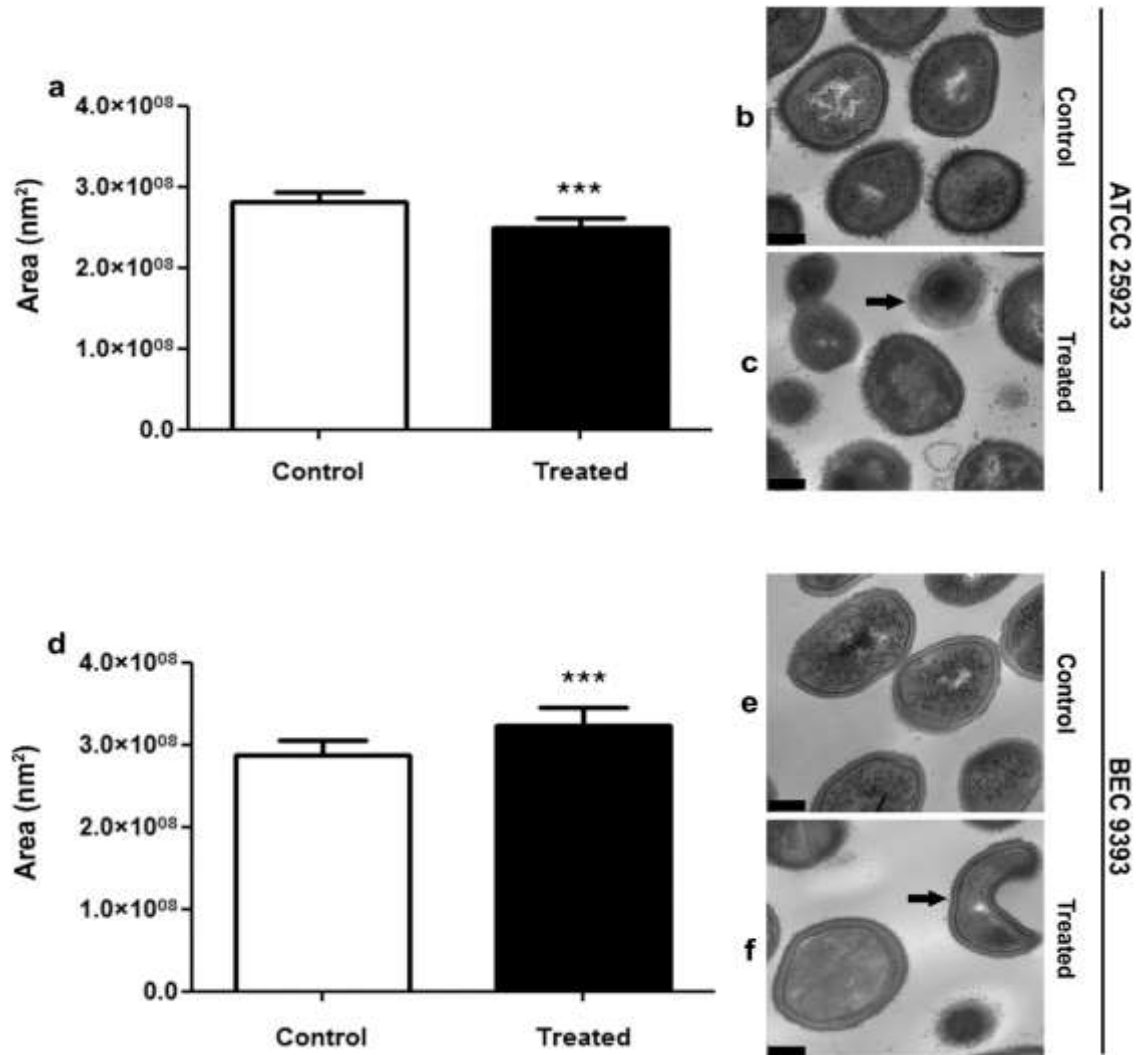 a
4.0×10⁰⁸
3.0×10⁰⁸
2.0×10⁰⁸
1.0×10⁰⁸
0.0
Area (nm²)
***
Control
Treated
b
Control
c
Treated
ATCC 25923
d
4.0×10⁰⁸
3.0×10⁰⁸
2.0×10⁰⁸
1.0×10⁰⁸
0.0
Area (nm²)
***
Control
Treated
e
Control
f
Treated
BEC 9393